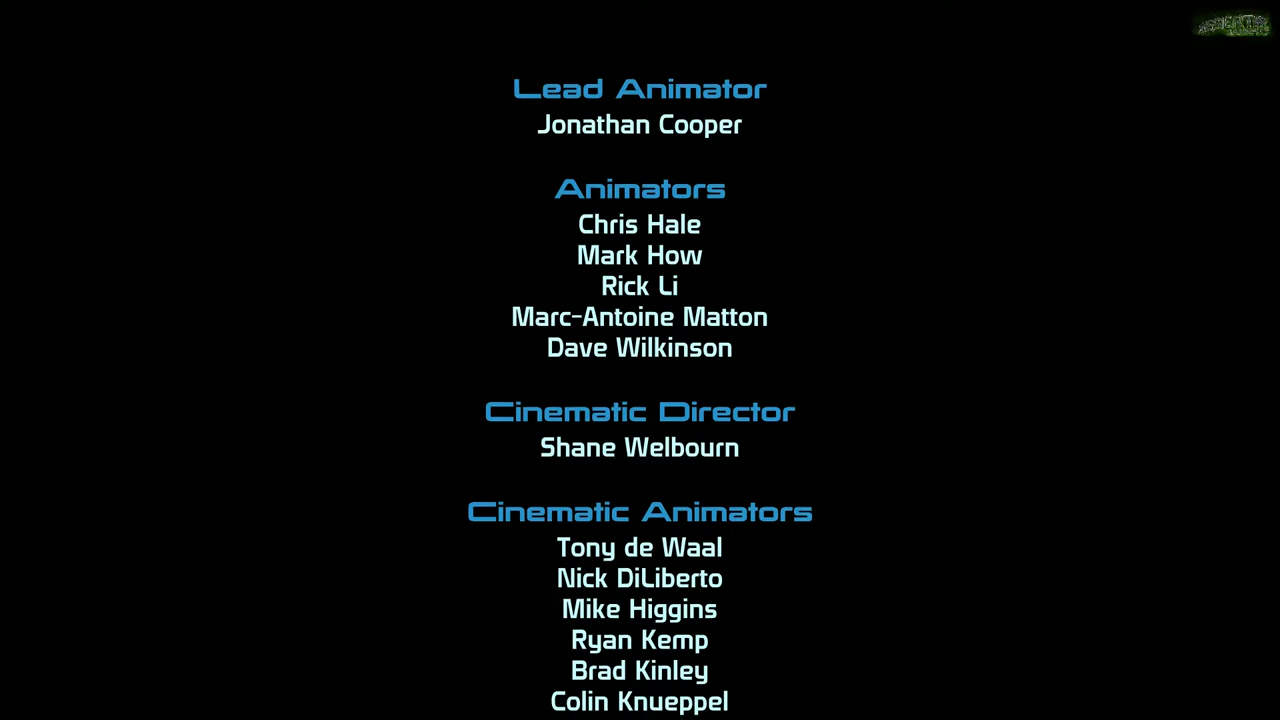 Lead Animator
Jonathan Cooper
Animators
Chris Hale
Mark How
Rick Li
Marc-Antoine Matton
Dave Wilkinson
Cinematic Director
Shane Welbourn
Cinematic Animators
Tony de Waal
Nick DiLiberto
Mike Higgins
Ryan Kemp
Brad Kinley
Colin Knueppel